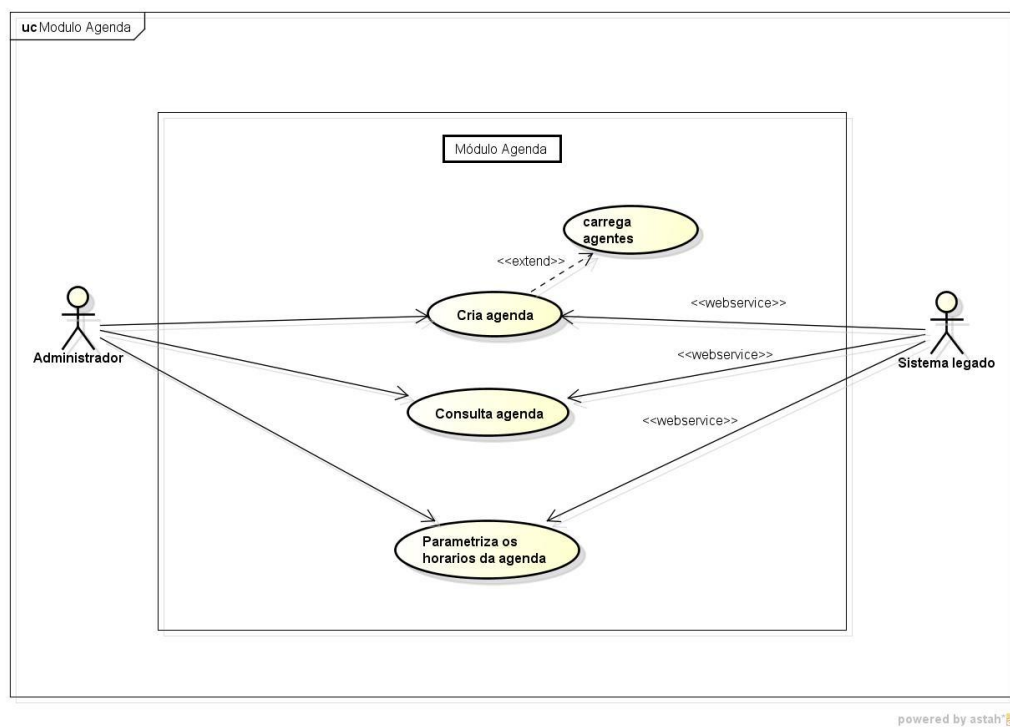 uc Modulo Agenda
Módulo Agenda
carrega
agentes
<<extend>>
Cria agenda
<<webservice>>
Administrador
Sistema legado
<<webservice>>
Consulta agenda
<<webservice>>
Parametriza os
horarios da agenda
powered by astah*